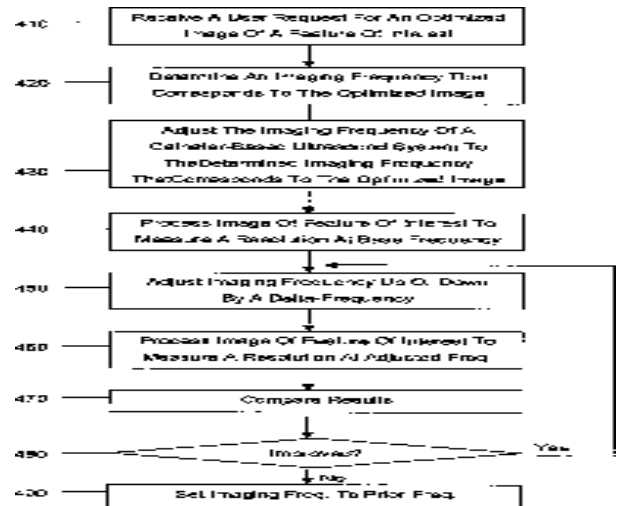 410
Receive A User Request For An Optimized
Image Of A Feature Of Interest
420
Determine An Imaging Frequency That
Corresponds To The Optimized Image
Adjust The Imaging Frequency Of A
Catheter-Based Ultrasound System To
The Determined Imaging Frequency
That Corresponds To The Optimized Image
430
Process Image Of Feature Of Interest To
Measure A Resolution At Base Frequency
440
Adjust Imaging Frequency Up Or Down
By A Delta-Frequency
450
Process Image Of Feature Of Interest To
Measure A Resolution At Adjusted Freq.
460
470
Compare Results
Improves?
Yes
No
Set Imaging Freq. To Prior Freq.